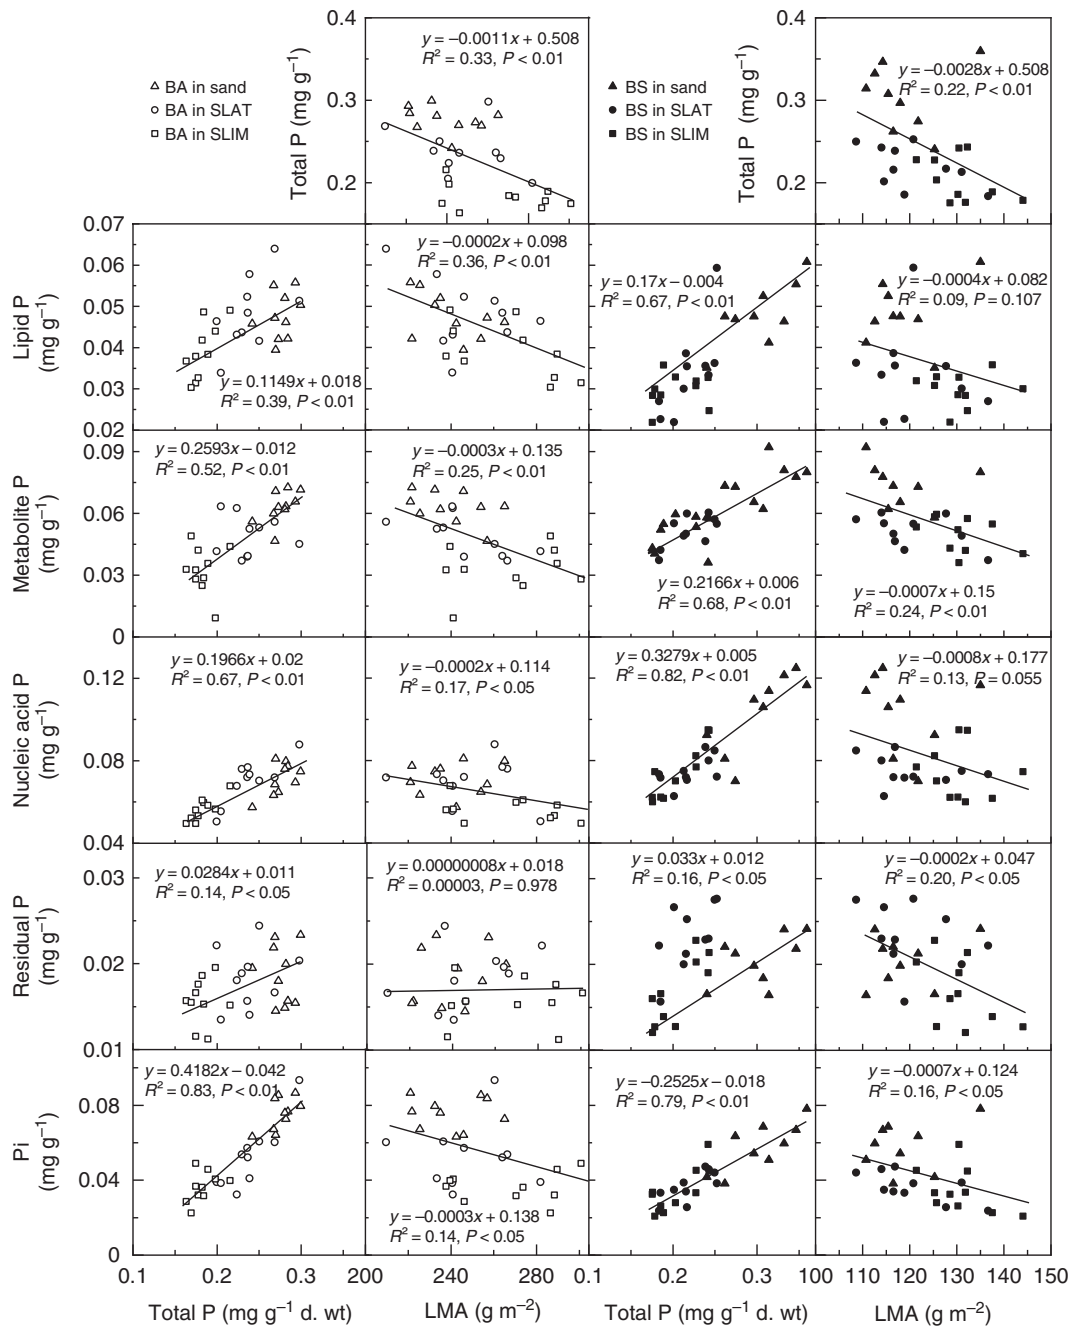 0.4
0.3
0.2
Total P (mg g–1)
y = –0.0011x + 0.508
R2 = 0.33, P < 0.01
BA in sand
BA in SLAT
BA in SLIM
0.4
0.3
0.2
Total P (mg g–1)
y = –0.0028x + 0.508
R2 = 0.22, P < 0.01
BS in sand
BS in SLAT
BS in SLIM
0.07
0.06
0.05
0.04
0.03
0.02
Lipid P
(mg g–1)
y = 0.1149x + 0.018
R2 = 0.39, P < 0.01
y = –0.0002x + 0.098
R2 = 0.36, P < 0.01
y = 0.17x – 0.004
R2 = 0.67, P < 0.01
y = –0.0004x + 0.082
R2 = 0.09, P = 0.107
0.09
0.06
0.03
0
Metabolite P
(mg g–1)
y = 0.2593x – 0.012
R2 = 0.52, P < 0.01
y = –0.0003x + 0.135
R2 = 0.25, P < 0.01
y = 0.2166x + 0.006
R2 = 0.68, P < 0.01
y = –0.0007x + 0.15
R2 = 0.24, P < 0.01
0.12
0.08
0.04
Nucleic acid P
(mg g–1)
y = 0.1966x + 0.02
R2 = 0.67, P < 0.01
y = –0.0002x + 0.114
R2 = 0.17, P < 0.05
y = 0.3279x + 0.005
R2 = 0.82, P < 0.01
y = –0.0008x + 0.177
R2 = 0.13, P = 0.055
0.03
0.02
0.01
Residual P
(mg g–1)
y = 0.0284x + 0.011
R2 = 0.14, P < 0.05
y = 0.00000008x + 0.018
R2 = 0.00003, P = 0.978
y = 0.033x + 0.012
R2 = 0.16, P < 0.05
y = –0.0002x + 0.047
R2 = 0.20, P < 0.05
0.08
0.04
0
Pi
(mg g–1)
y = 0.4182x – 0.042
R2 = 0.83, P < 0.01
y = –0.0003x + 0.138
R2 = 0.14, P < 0.05
y = –0.2525x – 0.018
R2 = 0.79, P < 0.01
y = –0.0007x + 0.124
R2 = 0.16, P < 0.05
0.1 0.2 0.3 200 240 280 0.1 0.2 0.3 100 110 120 130 140 150
Total P (mg g–1 d. wt) LMA (g m–2) Total P (mg g–1 d. wt) LMA (g m–2)